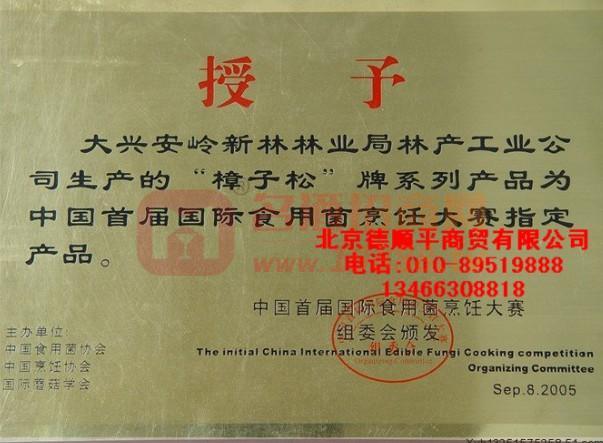 授 予
大兴安岭新林林业局林产工业公
司生产的“樟子松”牌系列产品为
中国首届国际食用菌烹饪大赛指定
产品。
北京德顺平商贸有限公司
电话:010-89519888
13466308818
中国首届国际食用菌烹饪大赛
组委会颁发
The initial China International Edible Fungi Cooking competition
Organizing Committee
Sep.8.2005
主办单位:
中国食用菌协会
中国烹饪协会
国际蘑菇学会
组委会
Organizing Committee